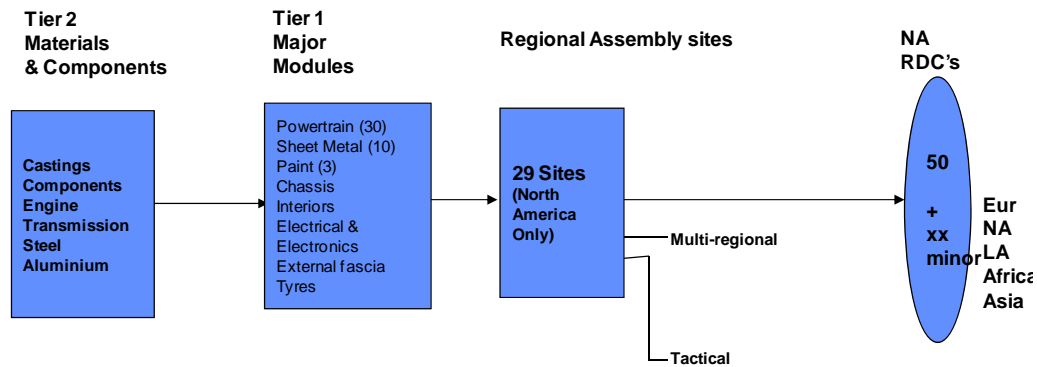 Tier 2
Materials
& Components
Tier 1
Major
Modules
Regional Assembly sites
NA
RDC's
Castings
Components
Engine
Transmission
Steel
Aluminium
Powertrain (30)
Sheet Metal (10)
Paint (3)
Chassis
Interiors
Electrical &
Electronics
External fascia
Tyres
29 Sites
(North
America
Only)
Multi-regional
Tactical
50
+
xx
minor
Eur
NA
LA
Africa
Asia